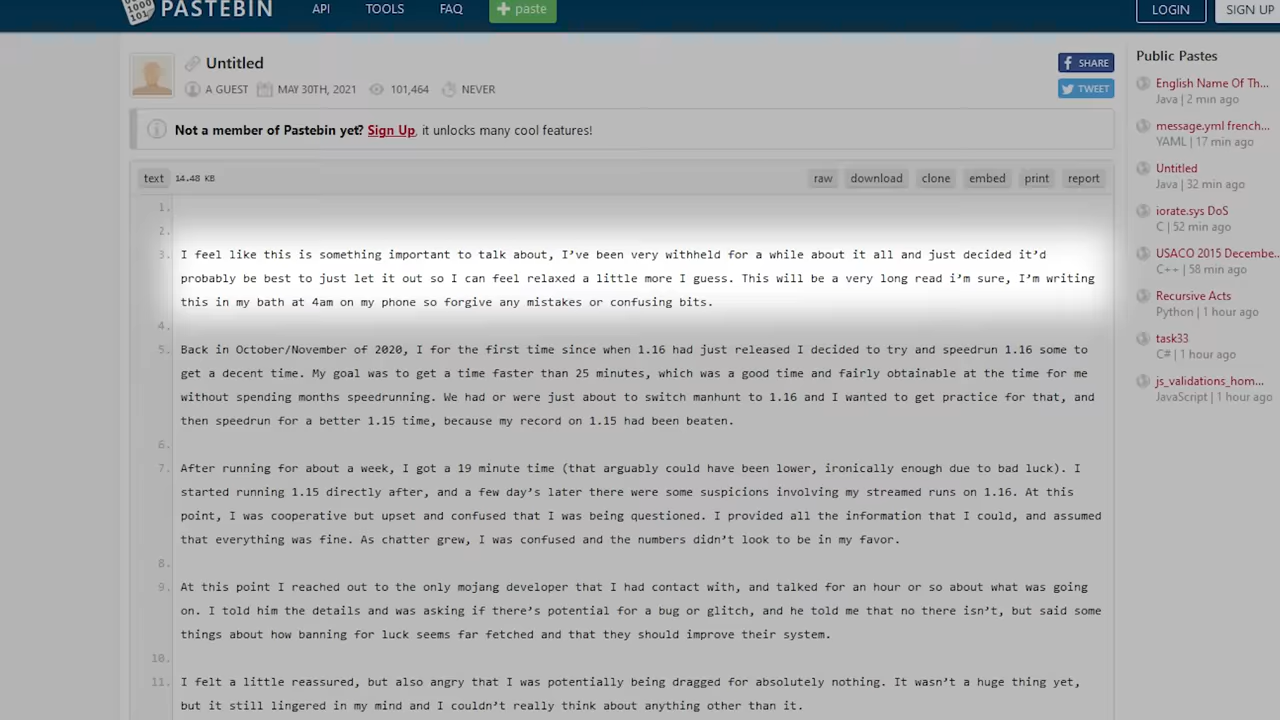 1000
101
PASTEBIN
API
TOOLS
FAQ
+ paste
LOGIN
SIGN UP
Untitled
A GUEST
MAY 30TH, 2021
101,464
NEVER
SHARE
TWEET
Not a member of Pastebin yet? Sign Up, it unlocks many cool features!
text
14.48 KB
raw
download
clone
embed
print
report
1.
2.
3. I feel like this is something important to talk about, I've been very withheld for a while about it all and just decided it'd
probably be best to just let it out so I can feel relaxed a little more I guess. This will be a very long read i'm sure, I'm writing
this in my bath at 4am on my phone so forgive any mistakes or confusing bits.
4.
5. Back in October/November of 2020, I for the first time since when 1.16 had just released I decided to try and speedrun 1.16 some to
get a decent time. My goal was to get a time faster than 25 minutes, which was a good time and fairly obtainable at the time for me
without spending months speedrunning. We had or were just about to switch manhunt to 1.16 and I wanted to get practice for that, and
then speedrun for a better 1.15 time, because my record on 1.15 had been beaten.
6.
7. After running for about a week, I got a 19 minute time (that arguably could have been lower, ironically enough due to bad luck). I
started running 1.15 directly after, and a few day's later there were some suspicions involving my streamed runs on 1.16. At this
point, I was cooperative but upset and confused that I was being questioned. I provided all the information that I could, and assumed
that everything was fine. As chatter grew, I was confused and the numbers didn't look to be in my favor.
8.
9. At this point I reached out to the only mojang developer that I had contact with, and talked for an hour or so about what was going
on. I told him the details and was asking if there's potential for a bug or glitch, and he told me that no there isn't, but said some
things about how banning for luck seems far fetched and that they should improve their system.
10.
11. I felt a little reassured, but also angry that I was potentially being dragged for absolutely nothing. It wasn't a huge thing yet,
but it still lingered in my mind and I couldn't really think about anything other than it.
Public Pastes
English Name Of Th...
Java | 2 min ago
message.yml french...
YAML | 17 min ago
Untitled
Java | 32 min ago
iorate.sys DoS
C | 52 min ago
USACO 2015 Decembe...
C++ | 58 min ago
Recursive Acts
Python | 1 hour ago
task33
C# | 1 hour ago
js_validations_hom...
JavaScript | 1 hour ago